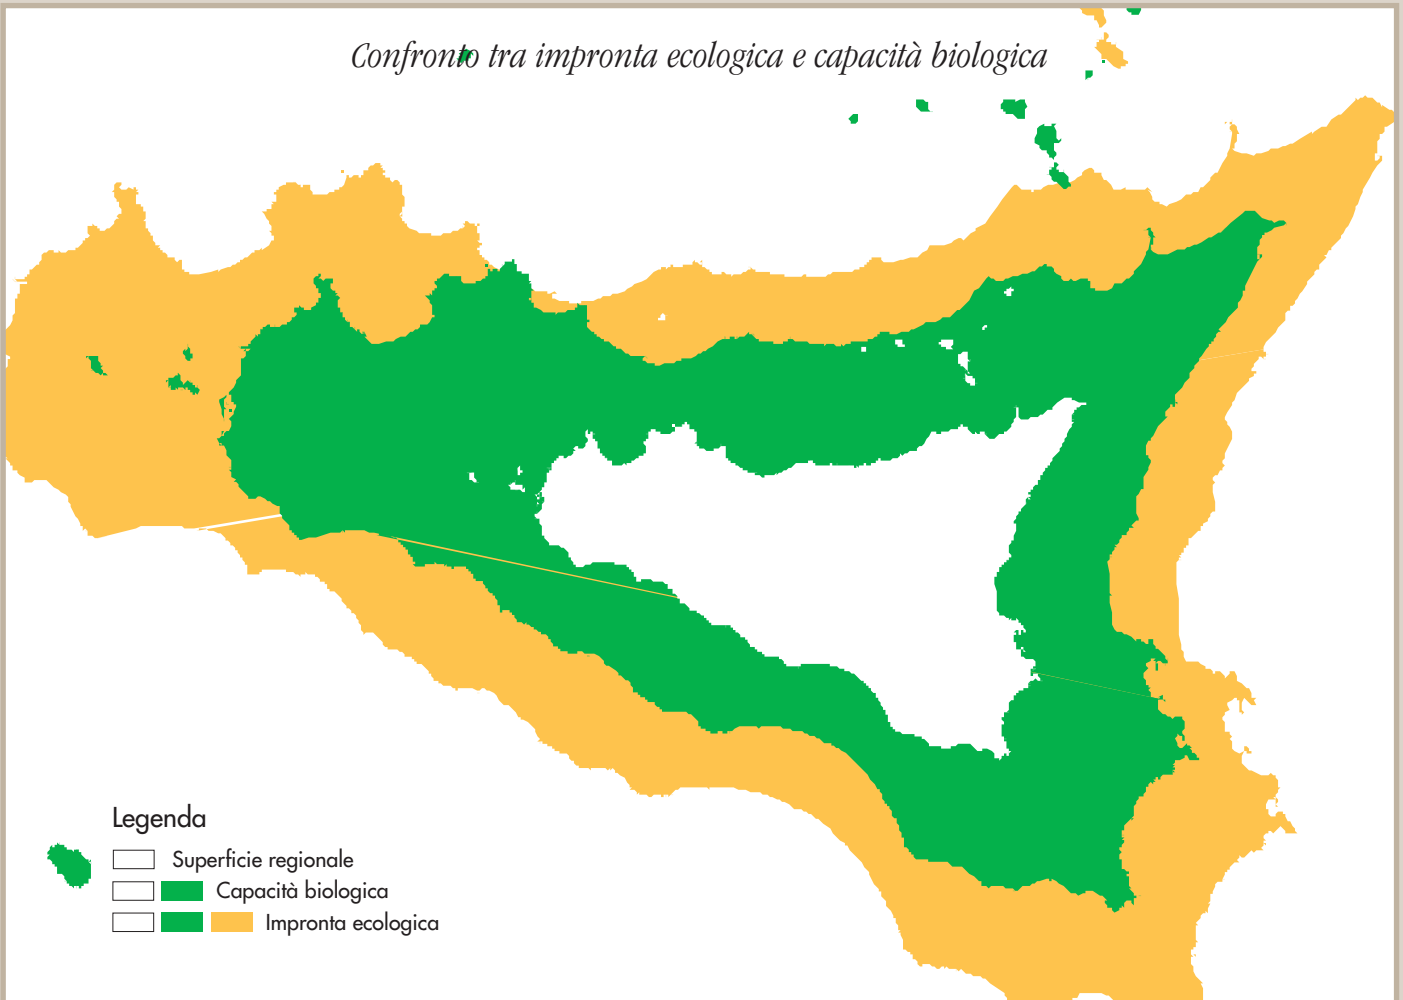 Confronto tra impronta ecologica e capacità biologica
Legenda
Superficie regionale
Capacità biologica
Impronta ecologica